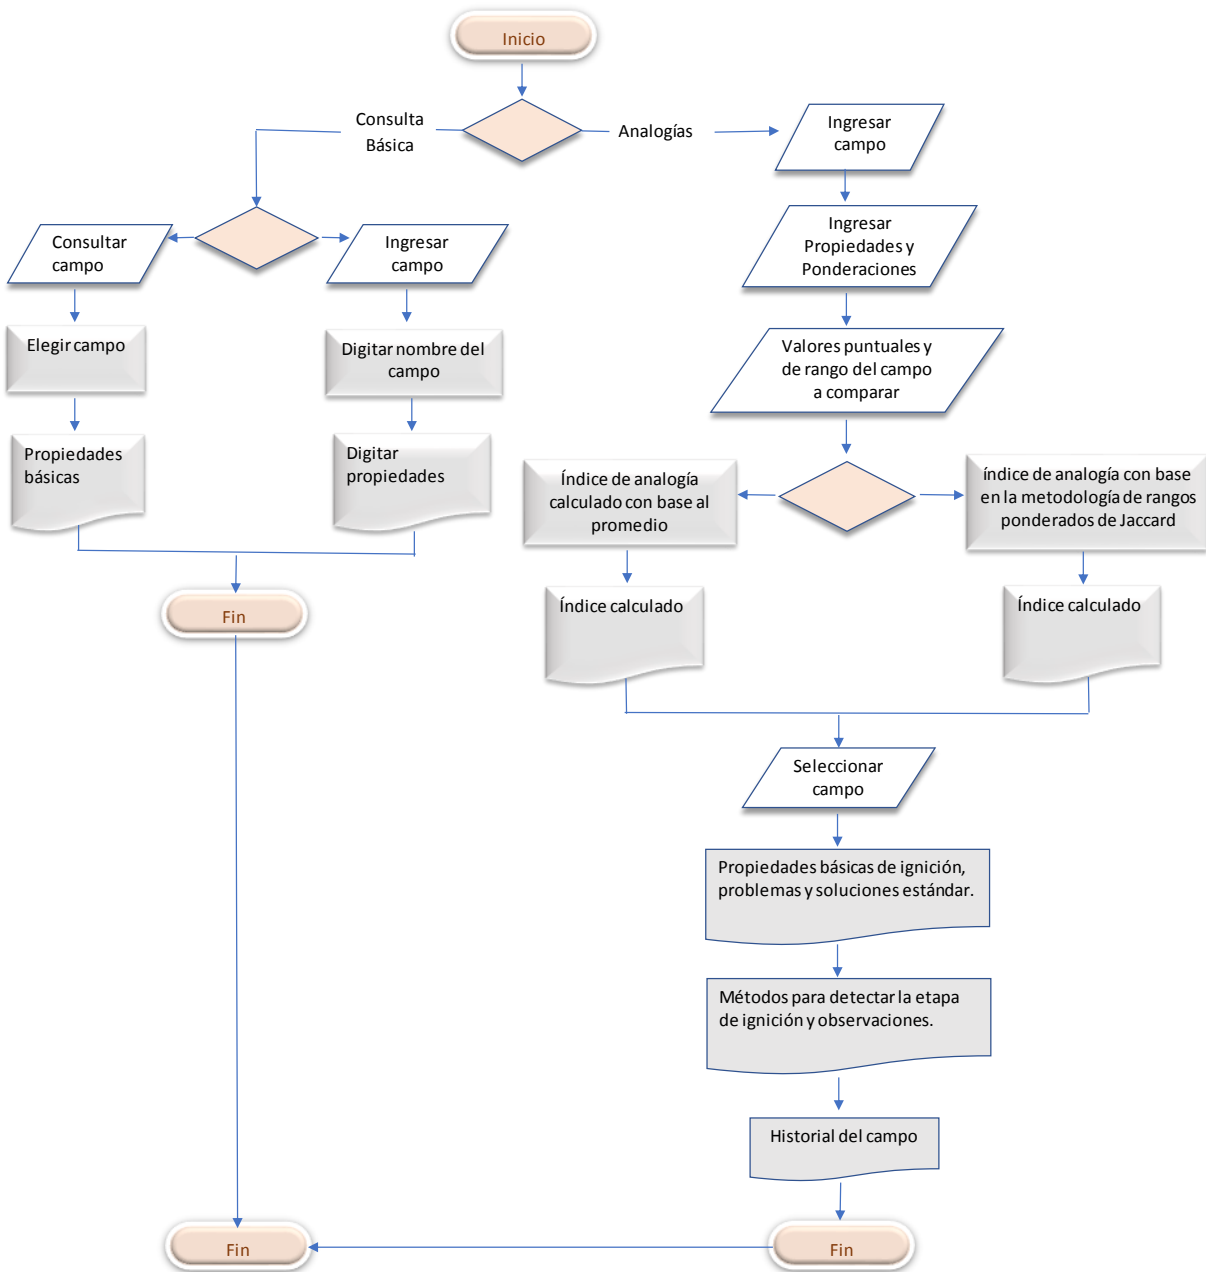 Inicio
Consulta
Básica
Analogías
Ingresar
campo
Consultar
campo
Ingresar
campo
Ingresar
Propiedades y
Ponderaciones
Elegir campo
Digitar nombre del
campo
Valores puntuales y
de rango del campo
a comparar
Propiedades
básicas
Digitar
propiedades
Índice de analogía
calculado con base al
promedio
índice de analogía con base
en la metodología de rangos
ponderados de Jaccard
Fin
Índice calculado
Índice calculado
Seleccionar
campo
Propiedades básicas de ignición,
problemas y soluciones estándar.
Métodos para detectar la etapa
de ignición y observaciones.
Historial del campo
Fin
Fin